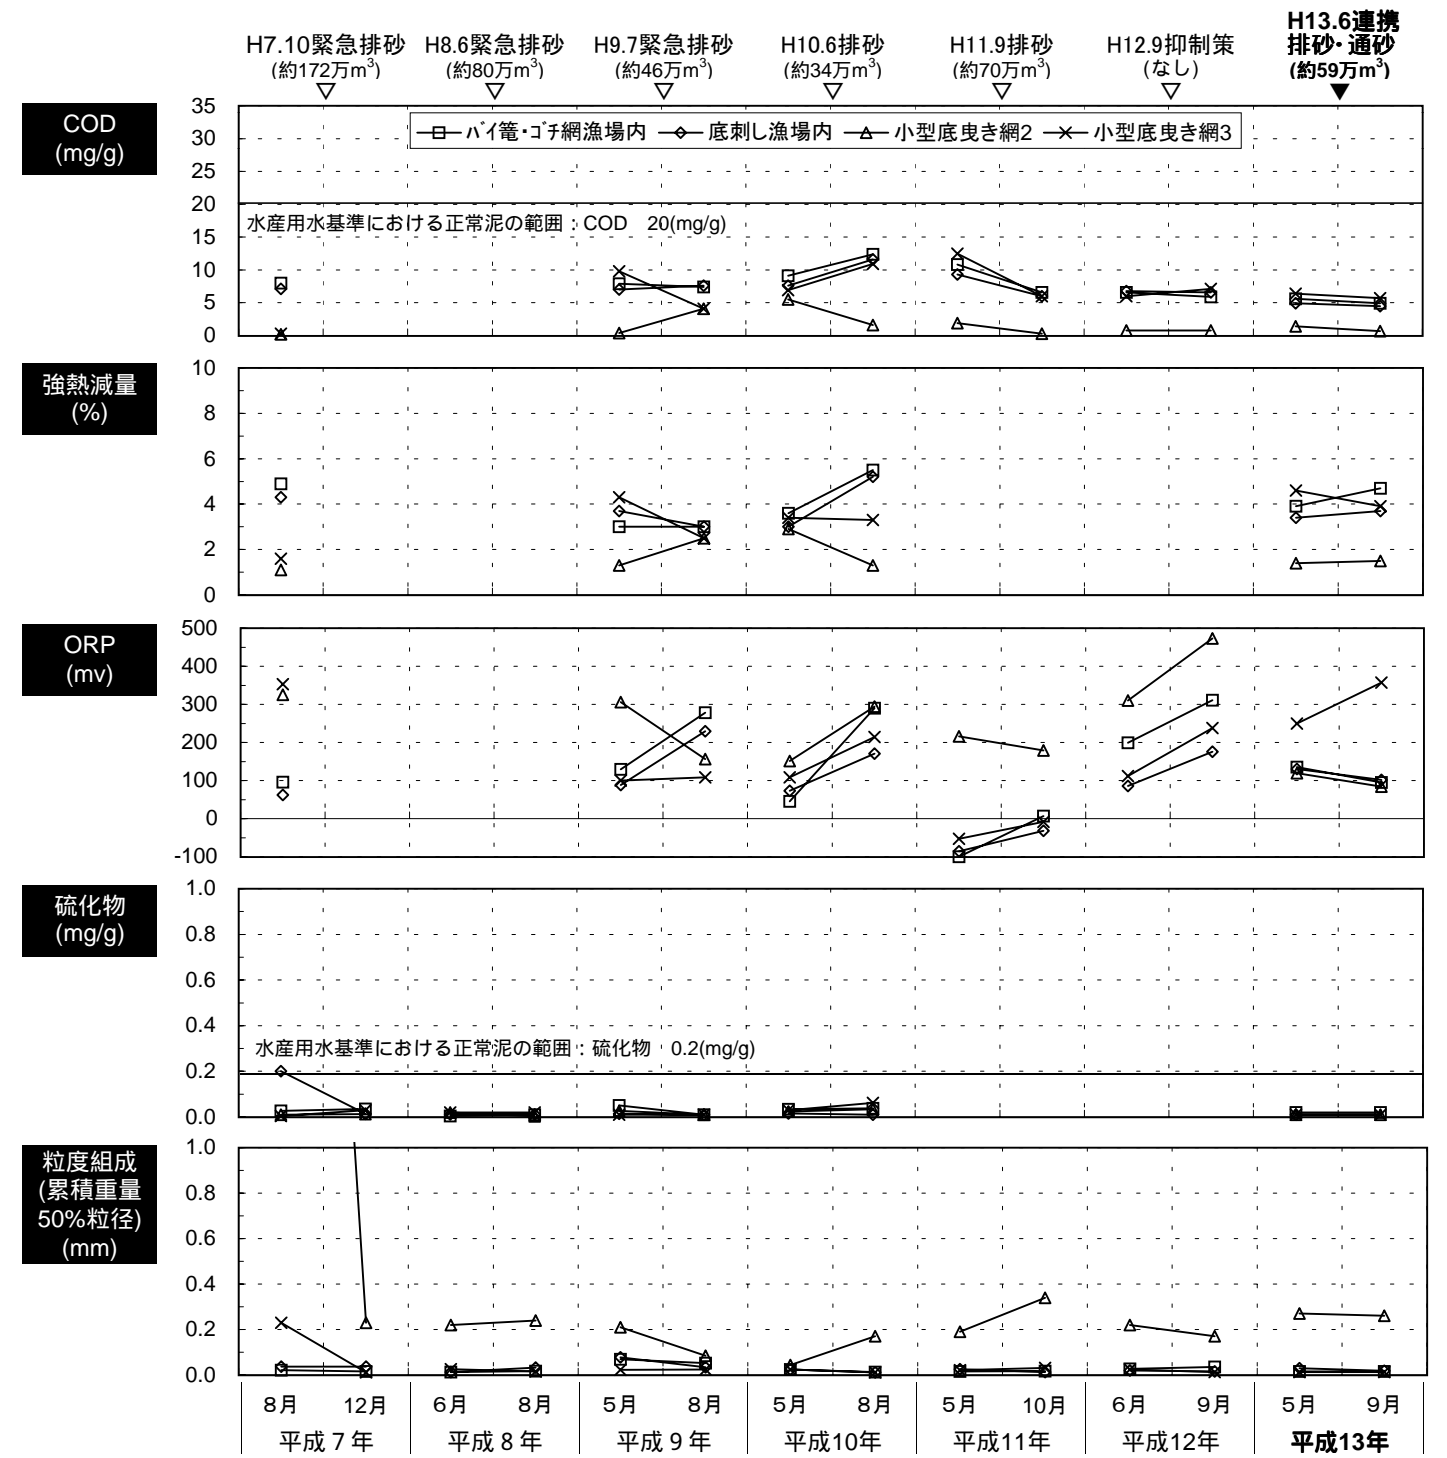 H7.10緊急排砂 H8.6緊急排砂 H9.7緊急排砂 H10.6排砂 H11.9排砂 H12.9抑制策 H13.6連携排砂・通砂
(約172万m³) (約80万m³) (約46万m³) (約34万m³) (約70万m³) (なし) (約59万m³)
COD
(mg/g)
35
30
25
20
15
10
5
0
バイ篭・ゴチ網漁場内 底刺し漁場内 小型底曳き網2 小型底曳き網3
水産用水基準における正常泥の範囲：COD 20(mg/g)
強熱減量
(%)
10
8
6
4
2
0
ORP
(mv)
500
400
300
200
100
0
-100
硫化物
(mg/g)
1.0
0.8
0.6
0.4
0.2
0.0
水産用水基準における正常泥の範囲：硫化物 0.2(mg/g)
粒度組成
(累積重量
50%粒径)
(mm)
1.0
0.8
0.6
0.4
0.2
0.0
8月 12月 6月 8月 5月 8月 5月 8月 5月 10月 6月 9月 5月 9月
平成7年 平成8年 平成9年 平成10年 平成11年 平成12年 平成13年